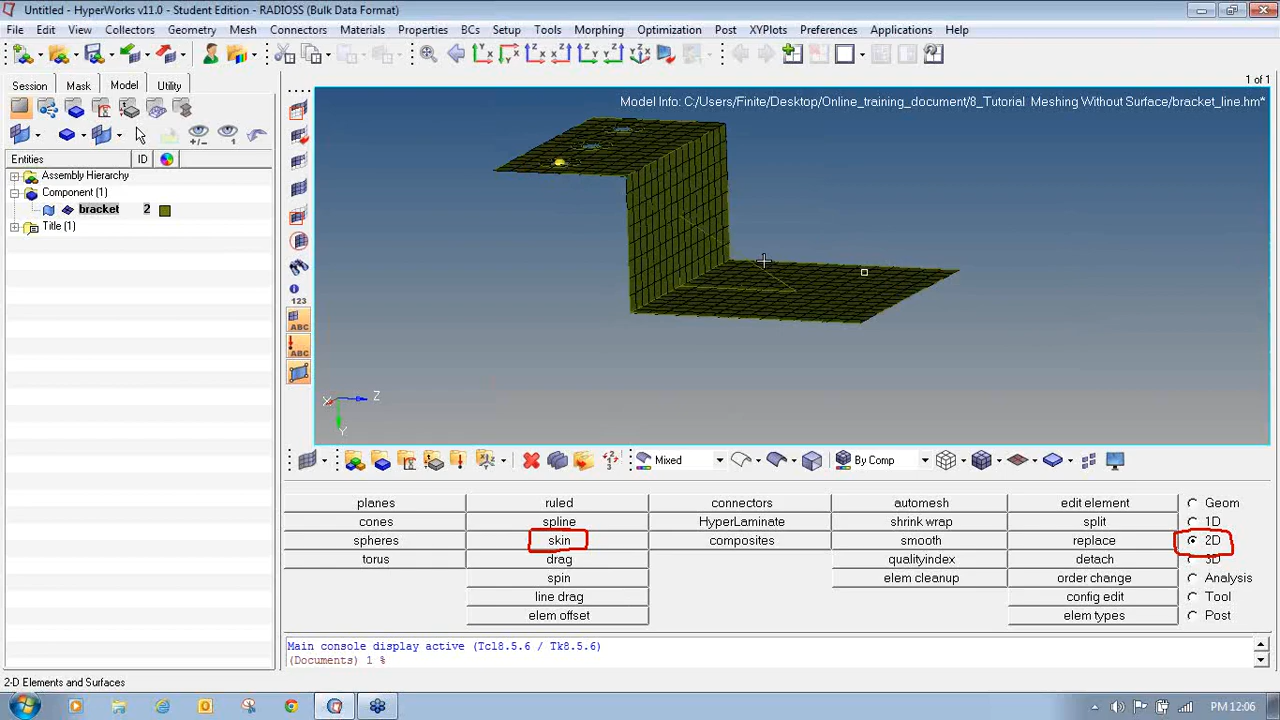 Untitled - HyperWorks v11.0 - Student Edition - RADIOSS (Bulk Data Format)
File Edit View Collectors Geometry Mesh Connectors Materials Properties BCs Setup Tools Morphing Optimization Post XYPlots Preferences Applications Help
Session Mask Model Utility
1 of 1
Model Info: C:/Users/Finite/Desktop/Online_training_document/8_Tutorial Meshing Without Surface/bracket_line.hm*
Entities ID
Assembly Hierarchy
Component (1)
bracket 2
Title (1)
123
ABC
ABC
X Z
Y
Mixed By Comp
planes ruled connectors automesh edit element Geom
cones spline HyperLaminate shrink wrap split 1D
spheres skin composites smooth replace 2D
torus drag qualityindex detach 3D
spin elem cleanup order change Analysis
line drag config edit Tool
elem offset elem types Post
Main console display active (Tcl8.5.6 / Tk8.5.6)
(Documents) 1 %
2-D Elements and Surfaces
PM 12:06